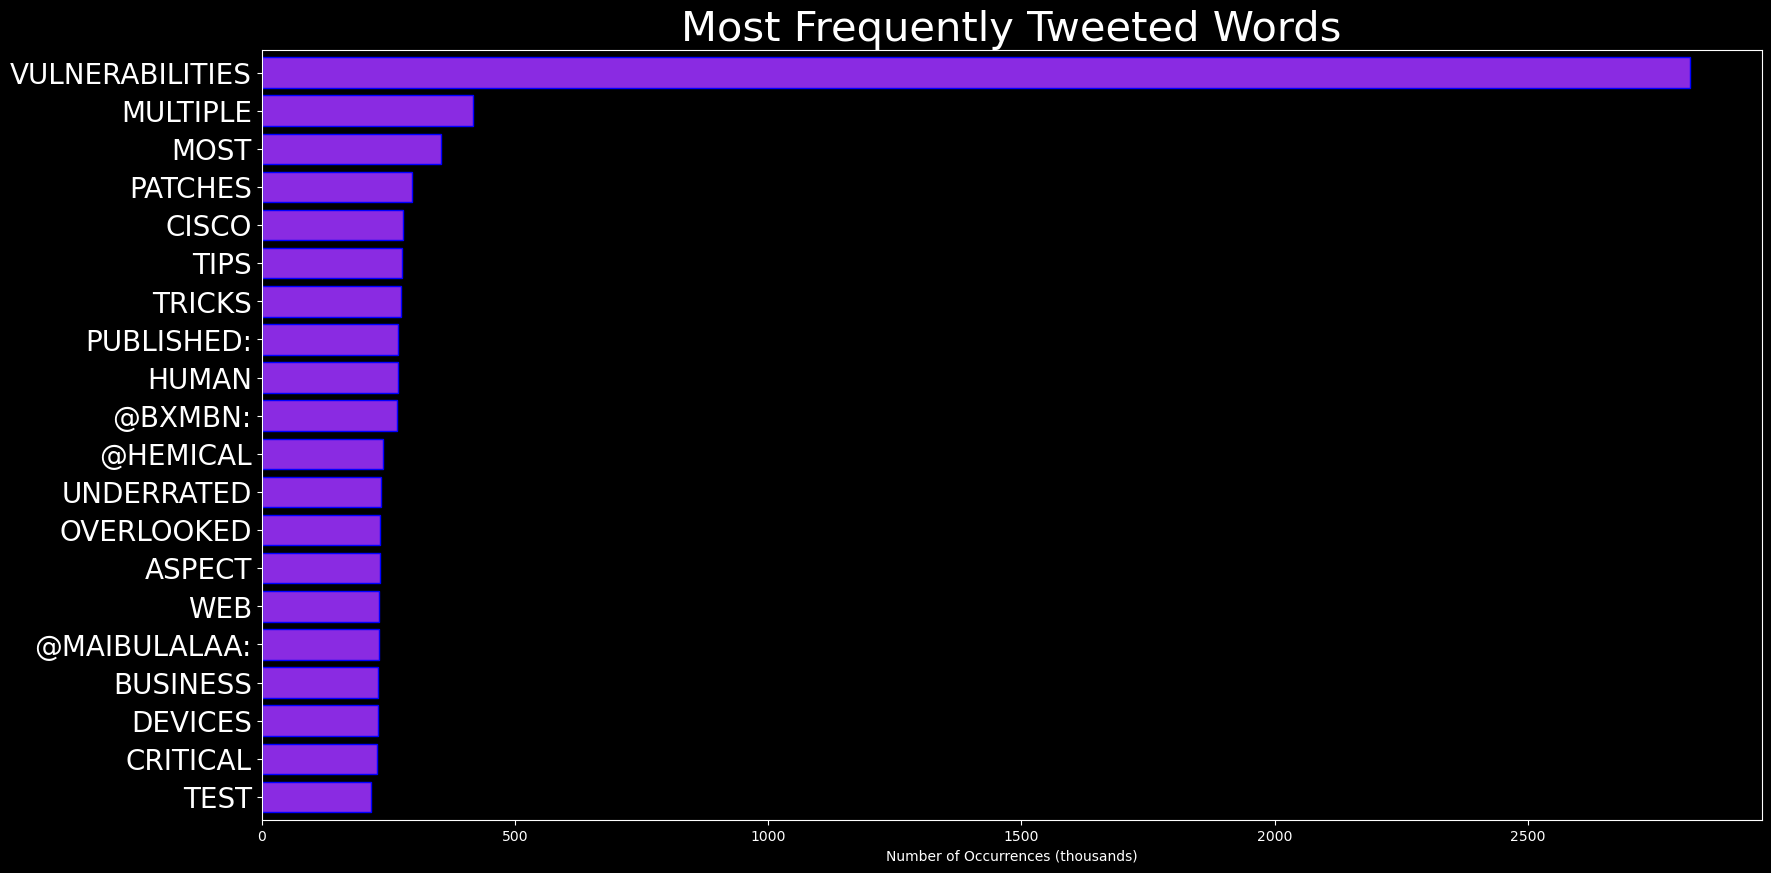 Most Frequently Tweeted Words
VULNERABILITIES
MULTIPLE
MOST
PATCHES
CISCO
TIPS
TRICKS
PUBLISHED:
HUMAN
@BXMBN:
@HEMICAL
UNDERRATED
OVERLOOKED
ASPECT
WEB
@MAIBULALAA:
BUSINESS
DEVICES
CRITICAL
TEST
0 500 1000 1500 2000 2500
Number of Occurrences (thousands)